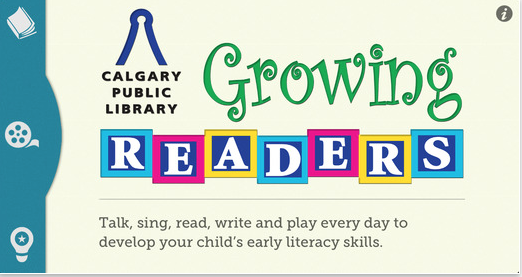 CALGARY
PUBLIC
LIBRARY
Growing
READERS
Talk, sing, read, write and play every day to
develop your child's early literacy skills.
i